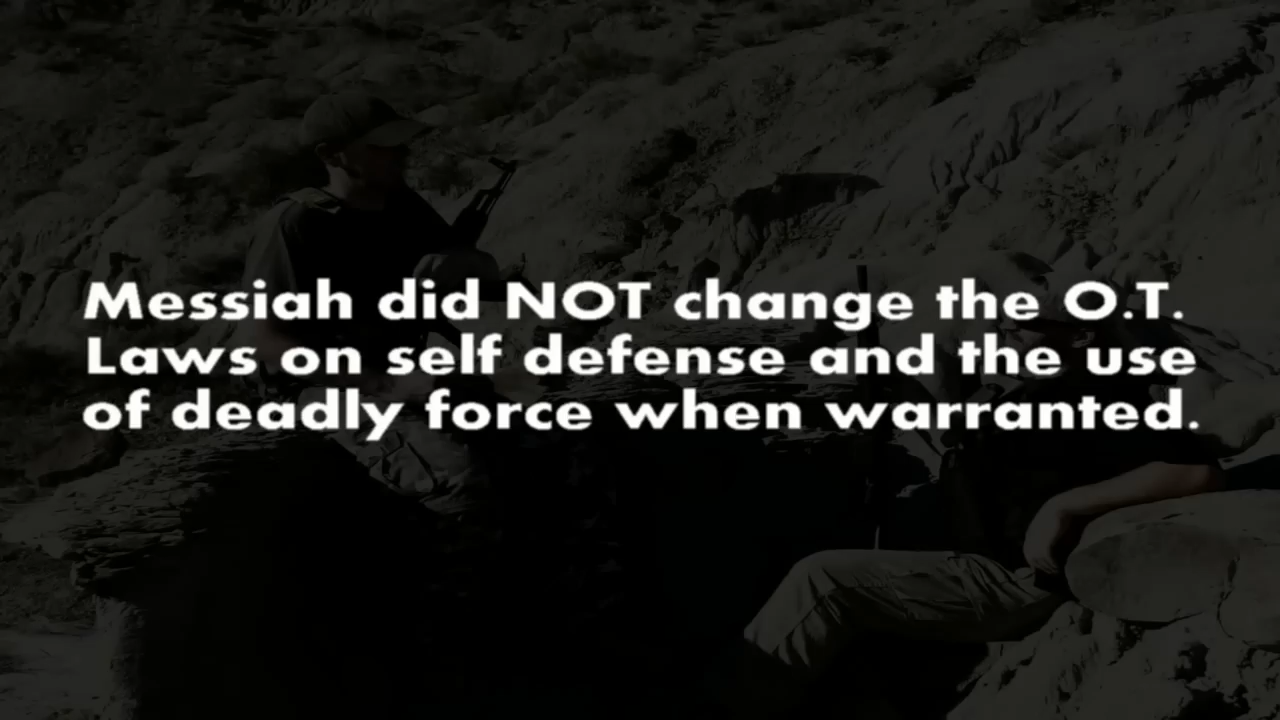 Messiah did NOT change the O.T.
Laws on self defense and the use
of deadly force when warranted.